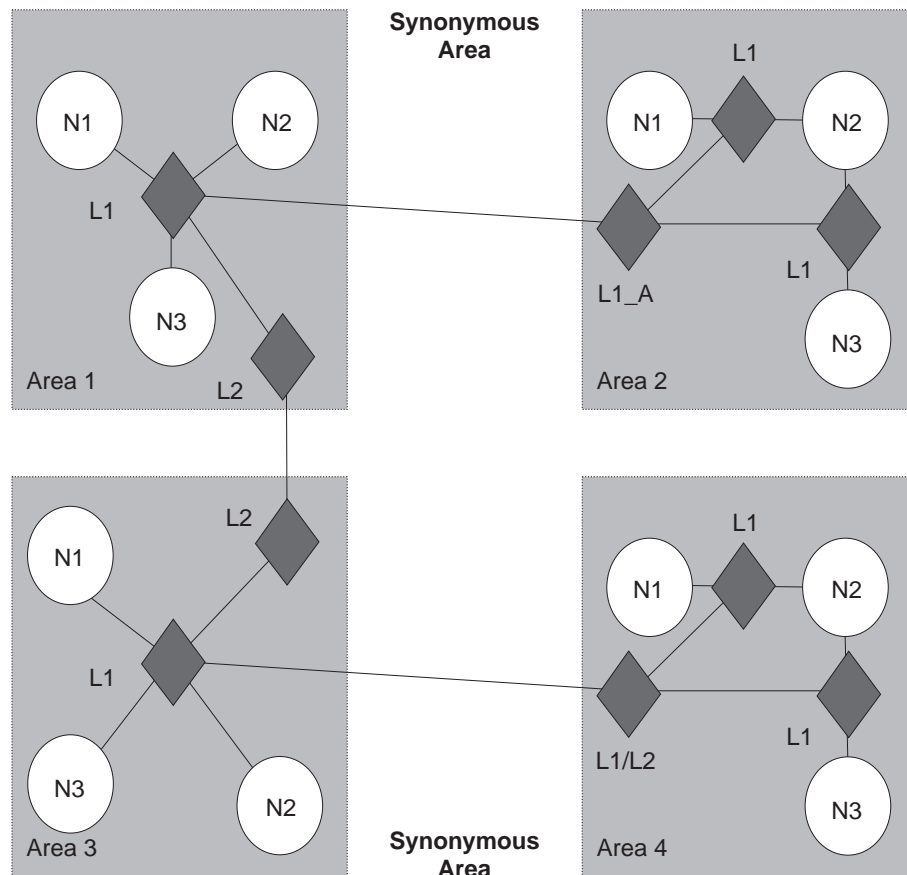 Synonymous
Area
L1
N1
N2
N1
N2
L1
L1_A
L1
N3
N3
Area 1
L2
Area 2
L2
L1
N1
N1
N2
L1
L1/L2
L1
N3
N2
N3
Area 3
Synonymous
Area
Area 4